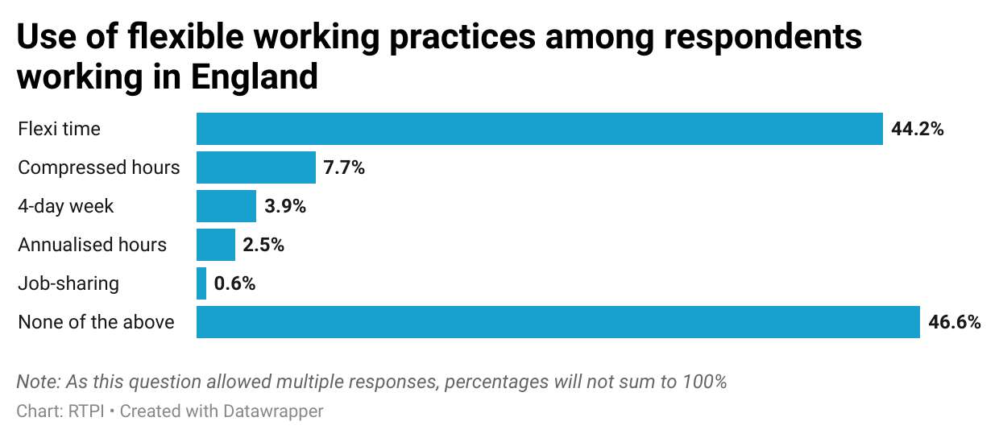 Use of flexible working practices among respondents
working in England
Flexi time 44.2%
Compressed hours 7.7%
4-day week 3.9%
Annualised hours 2.5%
Job-sharing 0.6%
None of the above 46.6%
Note: As this question allowed multiple responses, percentages will not sum to 100%
Chart: RTPI • Created with Datawrapper